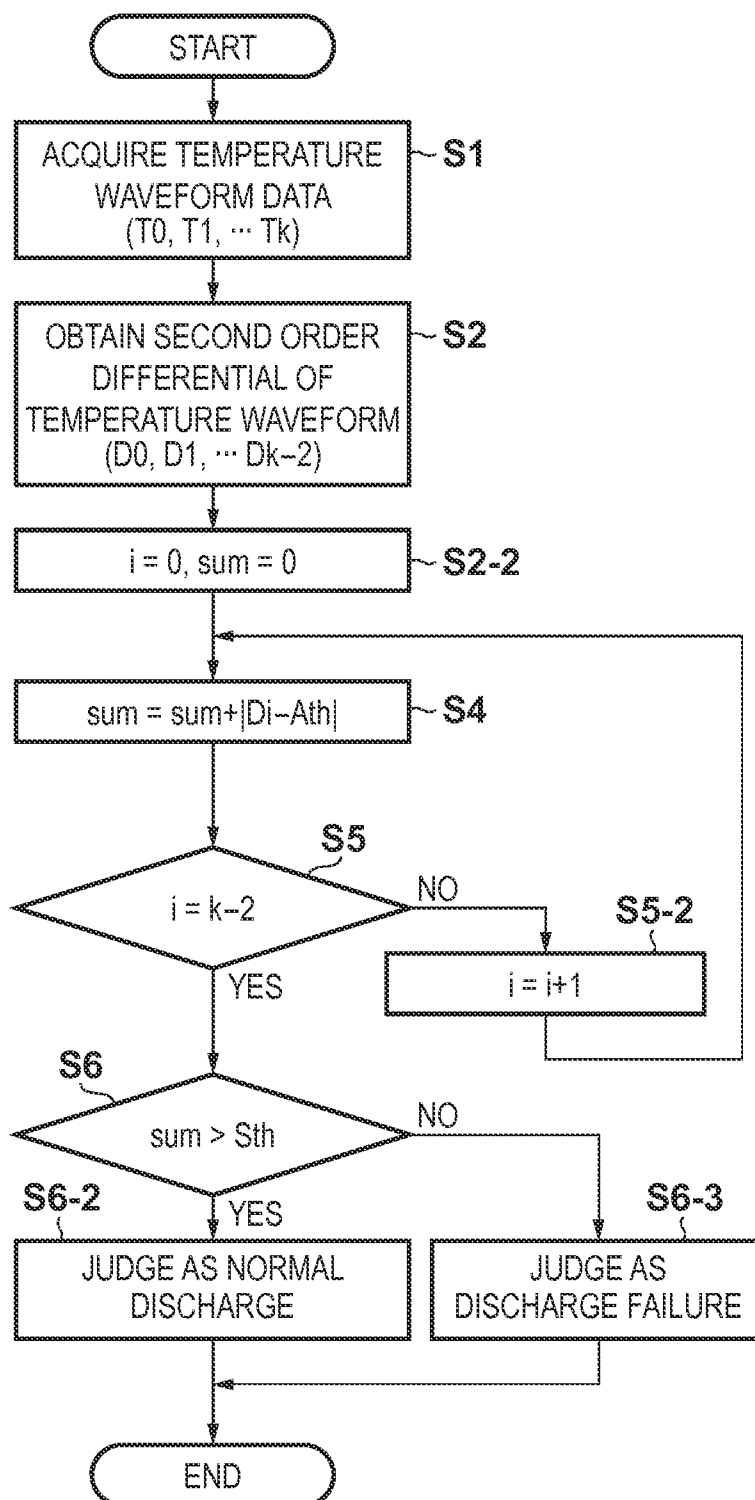 START
ACQUIRE TEMPERATURE
WAVEFORM DATA
(T0, T1, ··· Tk)
S1
OBTAIN SECOND ORDER
DIFFERENTIAL OF
TEMPERATURE WAVEFORM
(D0, D1, ··· Dk−2)
S2
i = 0, sum = 0
S2-2
sum = sum+|Di−Ath|
S4
S5
i = k−2
NO
YES
S5-2
i = i+1
S6
sum > Sth
NO
YES
S6-2
JUDGE AS NORMAL
DISCHARGE
S6-3
JUDGE AS
DISCHARGE FAILURE
END